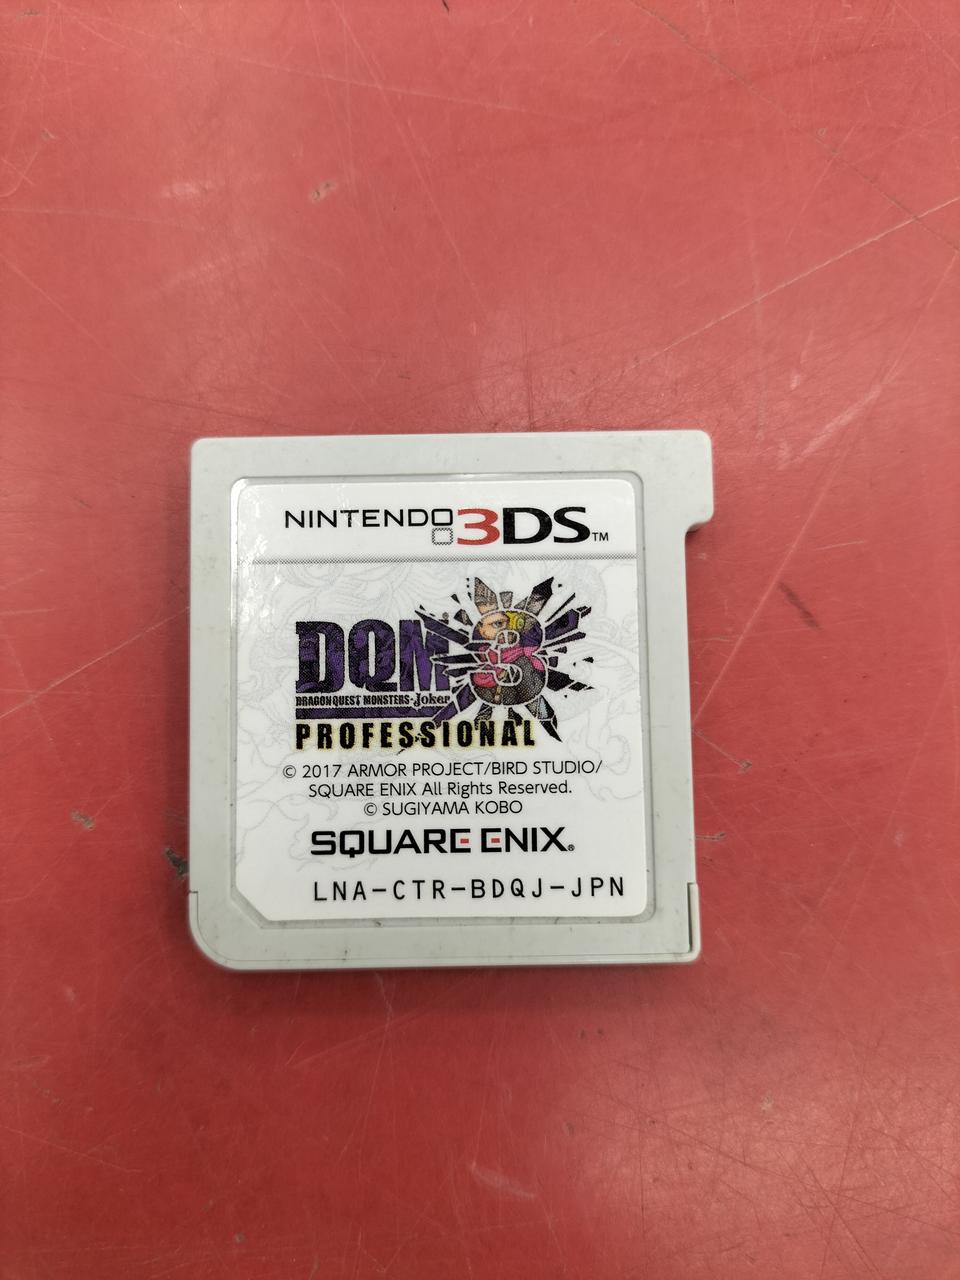 NINTENDO 3DS™
DQM
3
DRAGON QUEST MONSTERS-Joker
PROFESSIONAL
© 2017 ARMOR PROJECT/BIRD STUDIO/
SQUARE ENIX All Rights Reserved.
© SUGIYAMA KOBO
SQUARE ENIX®
LNA-CTR-BDQJ-JPN